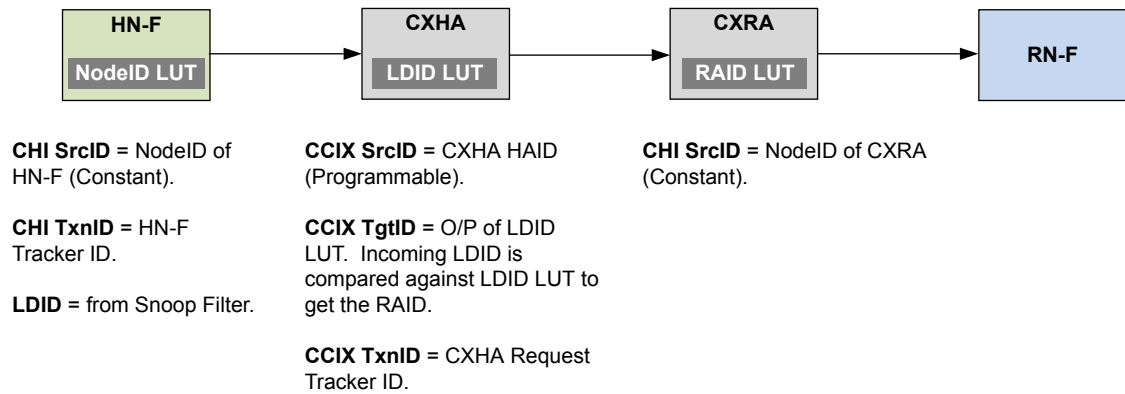 HN-F
NodeID LUT
CXHA
LDID LUT
CXRA
RAID LUT
RN-F
CHI SrcID = NodeID of
HN-F (Constant).
CHI TxnID = HN-F
Tracker ID.
LDID = from Snoop Filter.
CCIX SrcID = CXHA HAID
(Programmable).
CCIX TgtID = O/P of LDID
LUT.  Incoming LDID is
compared against LDID LUT to
get the RAID.
CCIX TxnID = CXHA Request
Tracker ID.
CHI SrcID = NodeID of CXRA
(Constant).